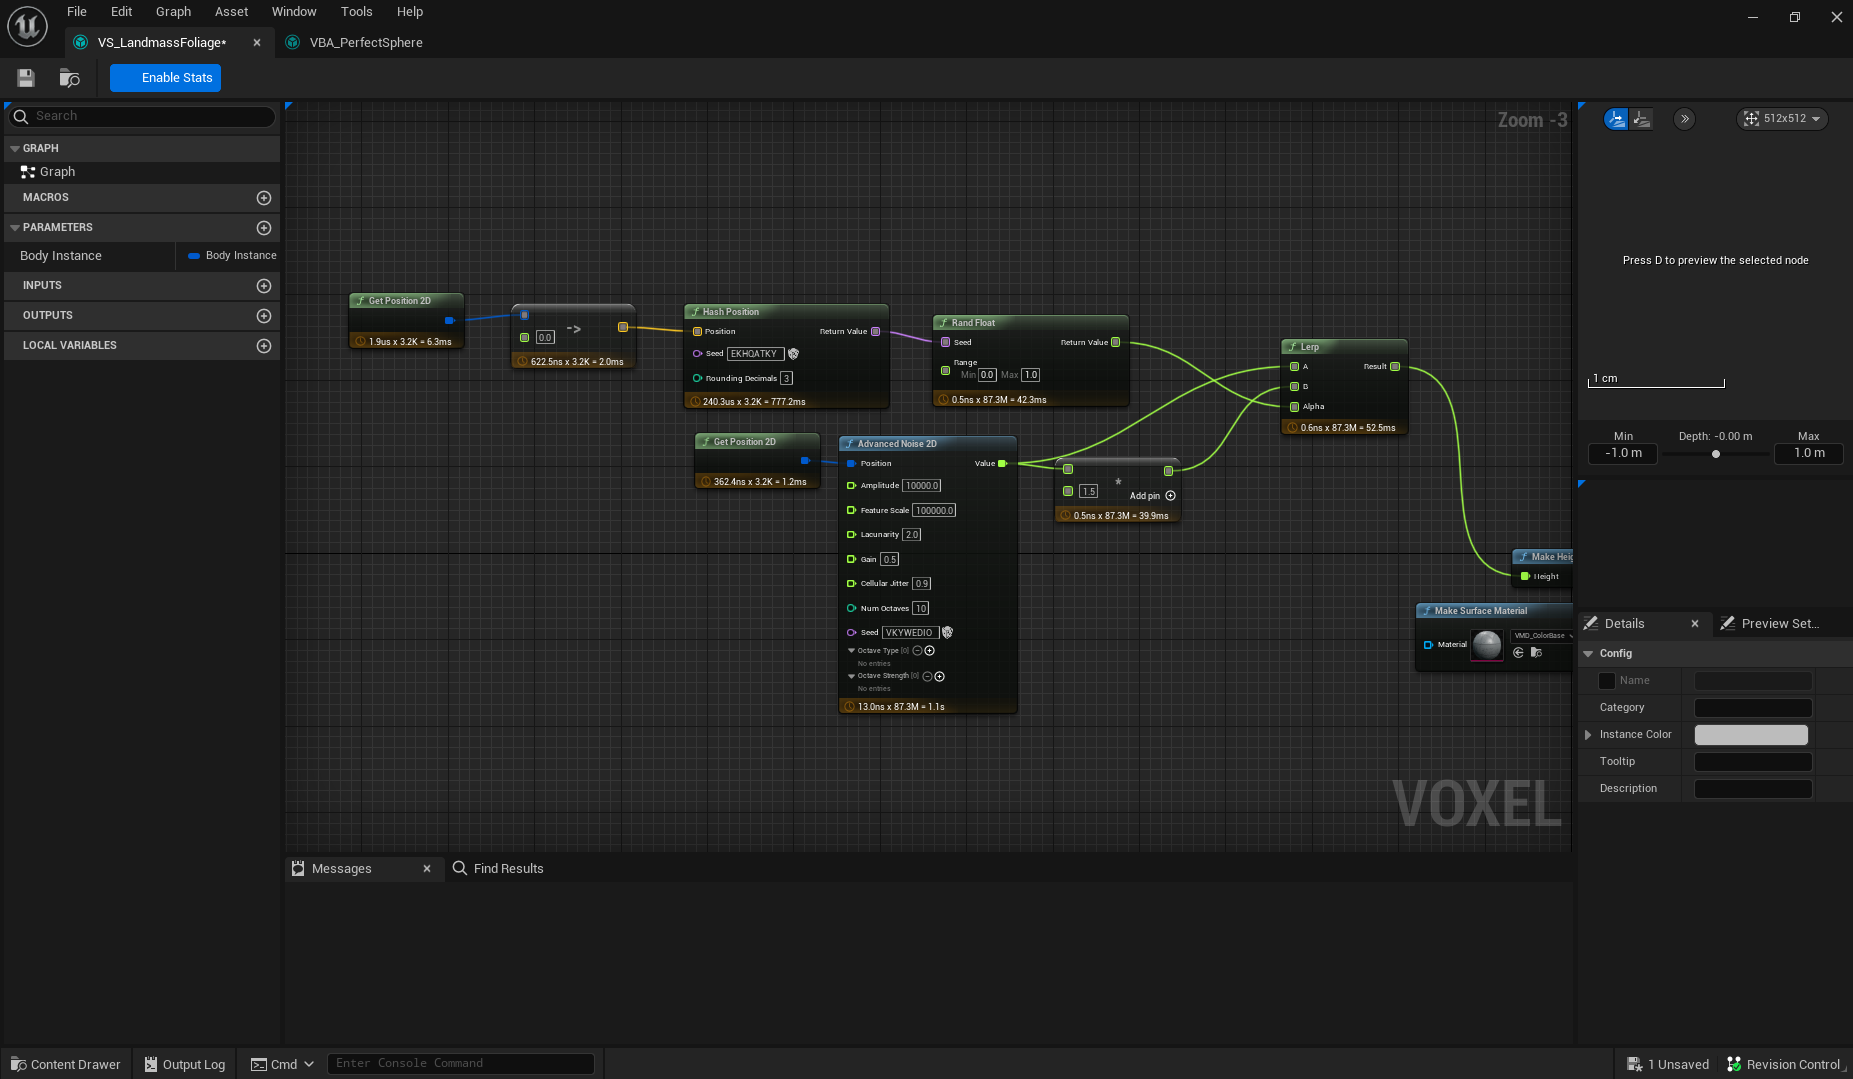 File Edit Graph Asset Window Tools Help
VS_LandmassFoliage*
VBA_PerfectSphere
Enable Stats
Search
GRAPH
Graph
MACROS
PARAMETERS
Body Instance
Body Instance
INPUTS
OUTPUTS
LOCAL VARIABLES
Zoom -3
Get Position 2D
1.9us x 3.2K = 6.3ms
->
0.0
622.5ns x 3.2K = 2.0ms
Hash Position
Position Return Value
Seed EKHQATKY
Rounding Decimals 3
240.3us x 3.2K = 777.2ms
Rand Float
Seed Return Value
Range
Min 0.0 Max 1.0
0.5ns x 87.3M = 42.3ms
Lerp
A Result
B
Alpha
0.6ns x 87.3M = 52.5ms
Get Position 2D
362.4ns x 3.2K = 1.2ms
Advanced Noise 2D
Position Value
Amplitude 10000.0
Feature Scale 100000.0
Lacunarity 2.0
Gain 0.5
Cellular Jitter 0.9
Num Octaves 10
Seed VKYWEDIO
Octave Type [0]
No entries
Octave Strength [0]
No entries
13.0ns x 87.3M = 1.1s
*
1.5
Add pin
0.5ns x 87.3M = 39.9ms
Make Heig
Height
Make Surface Material
Material
VMD_ColorBase
VOXEL
512x512
Press D to preview the selected node
1 cm
Min Depth: -0.00 m Max
-1.0 m 1.0 m
Details
Preview Set...
Config
Name
Category
Instance Color
Tooltip
Description
Messages
Find Results
Content Drawer
Output Log
Cmd
Enter Console Command
1 Unsaved
Revision Control